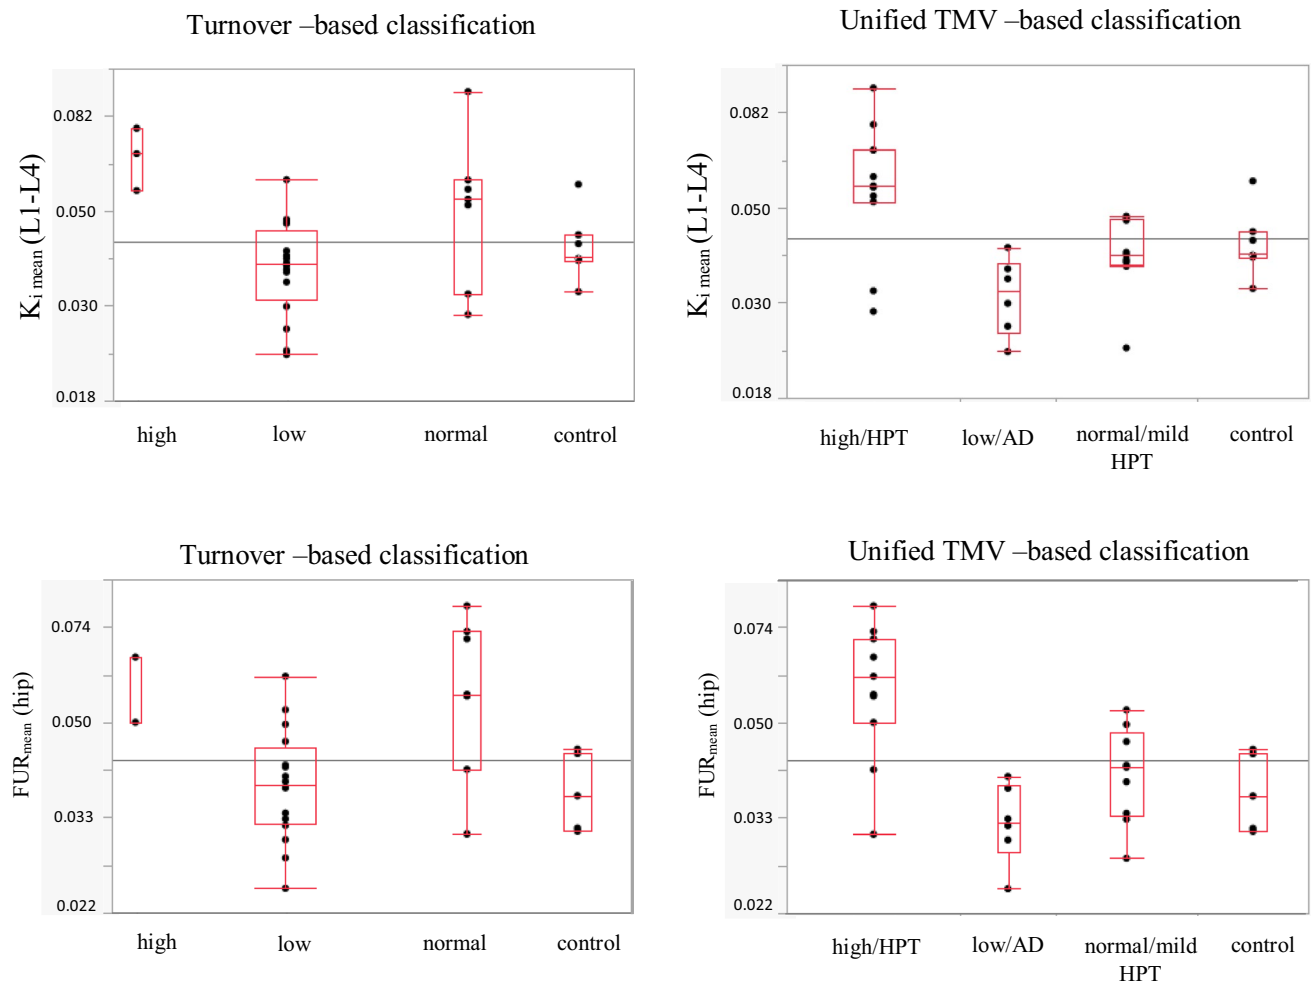 Turnover –based classification
Unified TMV –based classification
K i mean (L1-L4)
0.082
0.050
0.030
0.018
high
low
normal
control
K i mean (L1-L4)
0.082
0.050
0.030
0.018
high/HPT
low/AD
normal/mild
HPT
control
Turnover –based classification
Unified TMV –based classification
FURmean (hip)
0.074
0.050
0.033
0.022
high
low
normal
control
FURmean (hip)
0.074
0.050
0.033
0.022
high/HPT
low/AD
normal/mild
HPT
control